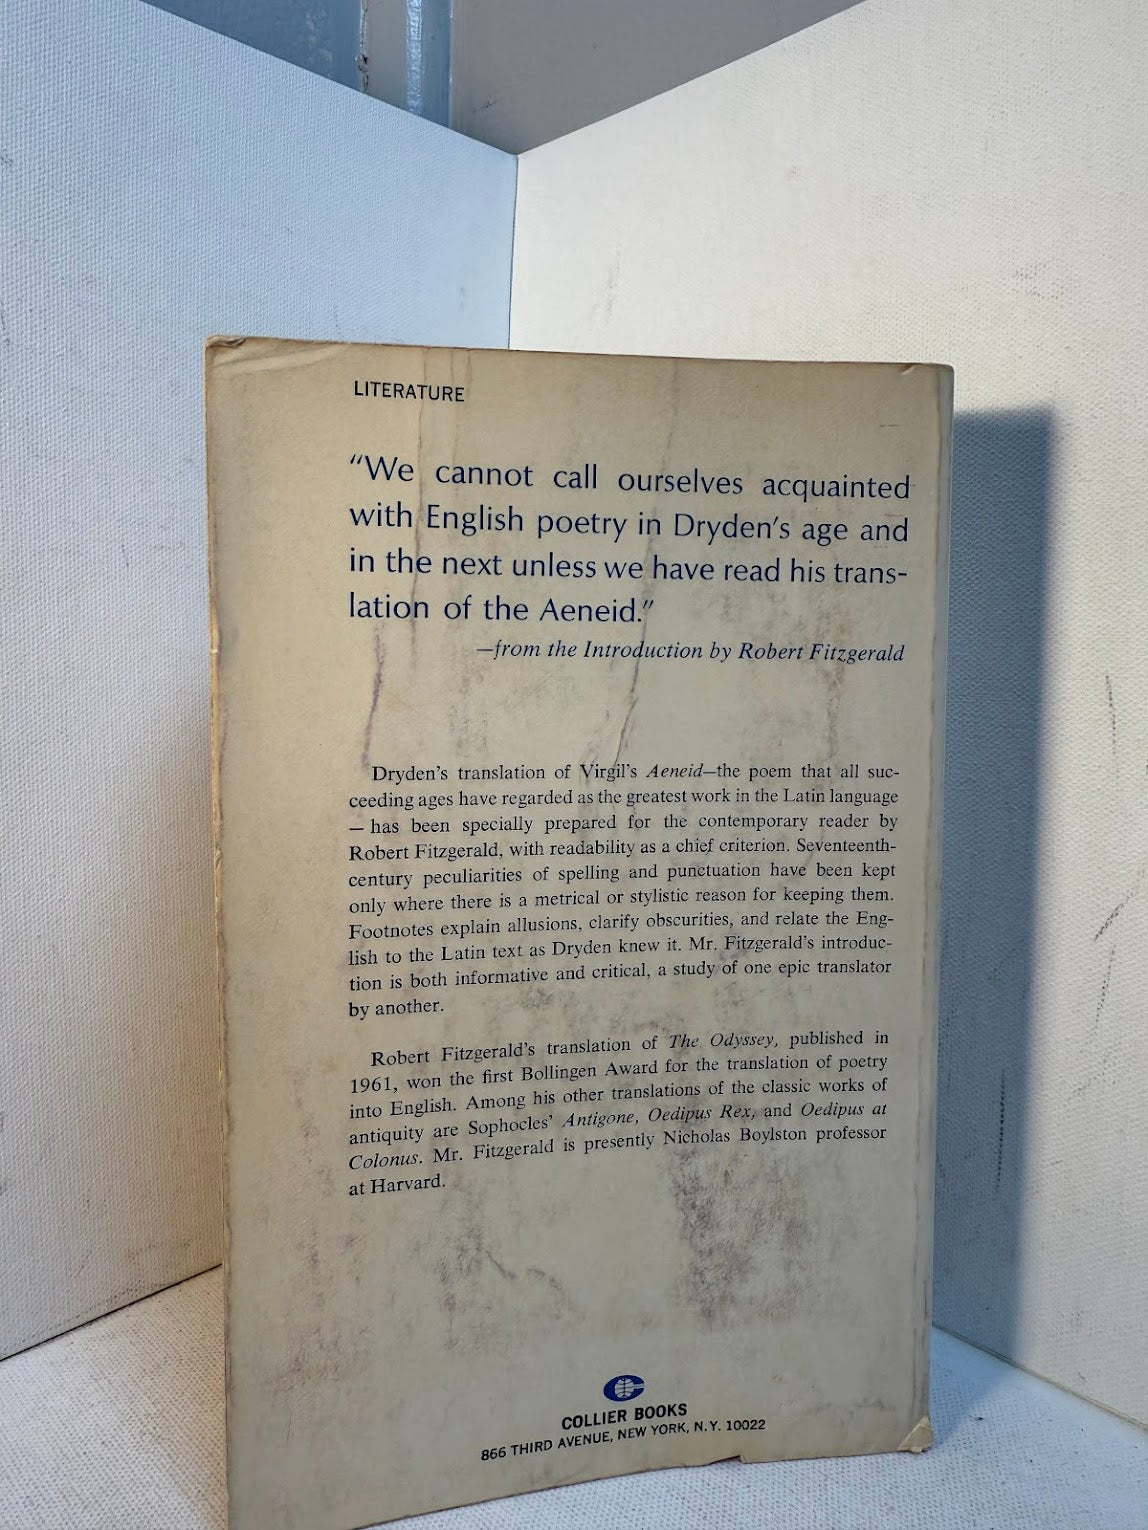 LITERATURE
"We cannot call ourselves acquainted
with English poetry in Dryden's age and
in the next unless we have read his trans-
lation of the Aeneid."
—from the Introduction by Robert Fitzgerald
Dryden's translation of Virgil's Aeneid—the poem that all suc-
ceeding ages have regarded as the greatest work in the Latin language
— has been specially prepared for the contemporary reader by
Robert Fitzgerald, with readability as a chief criterion. Seventeenth-
century peculiarities of spelling and punctuation have been kept
only where there is a metrical or stylistic reason for keeping them.
Footnotes explain allusions, clarify obscurities, and relate the Eng-
lish to the Latin text as Dryden knew it. Mr. Fitzgerald's introduc-
tion is both informative and critical, a study of one epic translator
by another.
Robert Fitzgerald's translation of The Odyssey, published in
1961, won the first Bollingen Award for the translation of poetry
into English. Among his other translations of the classic works of
antiquity are Sophocles' Antigone, Oedipus Rex, and Oedipus at
Colonus. Mr. Fitzgerald is presently Nicholas Boylston professor
at Harvard.
COLLIER BOOKS
866 THIRD AVENUE, NEW YORK, N.Y. 10022